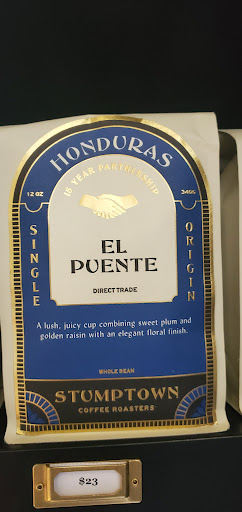 HONDURAS
15 YEAR PARTNERSHIP
12 OZ
340G
SINGLE
ORIGIN
EL
PUENTE
DIRECT TRADE
A lush, juicy cup combining sweet plum and
golden raisin with an elegant floral finish.
WHOLE BEAN
STUMPTOWN
COFFEE ROASTERS
$23